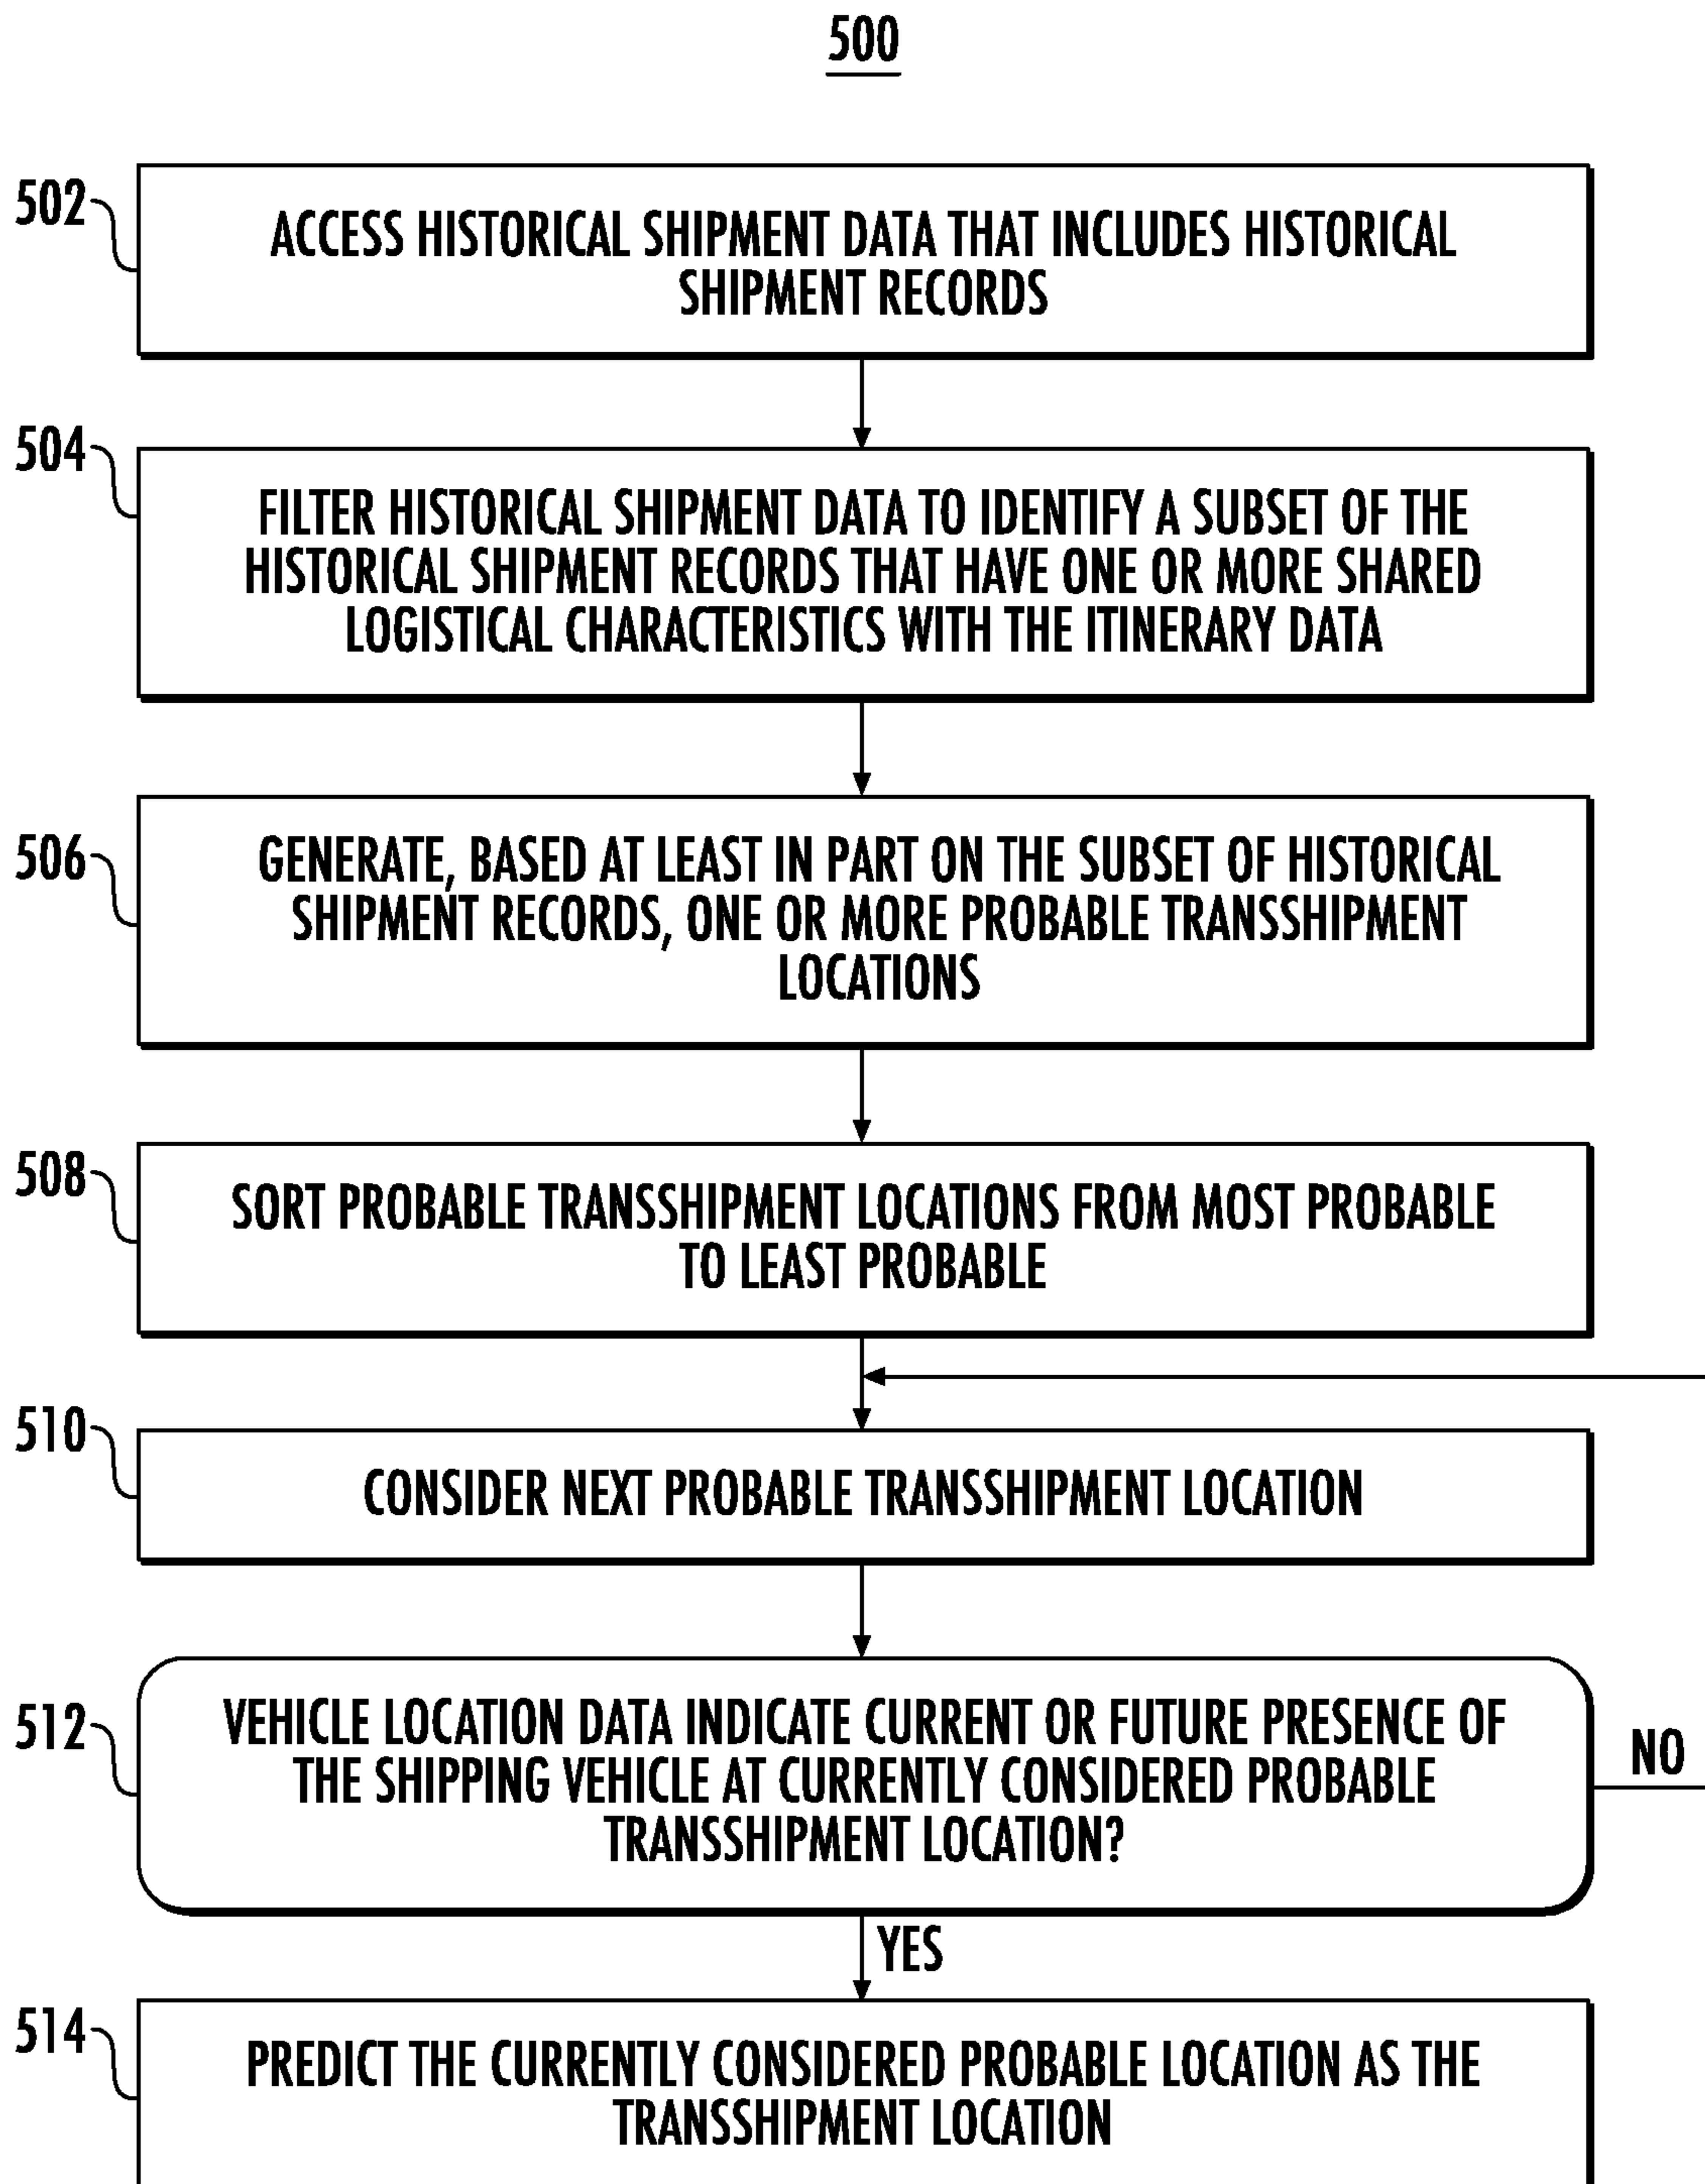 500
502
ACCESS HISTORICAL SHIPMENT DATA THAT INCLUDES HISTORICAL
SHIPMENT RECORDS
504
FILTER HISTORICAL SHIPMENT DATA TO IDENTIFY A SUBSET OF THE
HISTORICAL SHIPMENT RECORDS THAT HAVE ONE OR MORE SHARED
LOGISTICAL CHARACTERISTICS WITH THE ITINERARY DATA
506
GENERATE, BASED AT LEAST IN PART ON THE SUBSET OF HISTORICAL
SHIPMENT RECORDS, ONE OR MORE PROBABLE TRANSSHIPMENT
LOCATIONS
508
SORT PROBABLE TRANSSHIPMENT LOCATIONS FROM MOST PROBABLE
TO LEAST PROBABLE
510
CONSIDER NEXT PROBABLE TRANSSHIPMENT LOCATION
512
VEHICLE LOCATION DATA INDICATE CURRENT OR FUTURE PRESENCE OF
THE SHIPPING VEHICLE AT CURRENTLY CONSIDERED PROBABLE
TRANSSHIPMENT LOCATION?
NO
YES
514
PREDICT THE CURRENTLY CONSIDERED PROBABLE LOCATION AS THE
TRANSSHIPMENT LOCATION